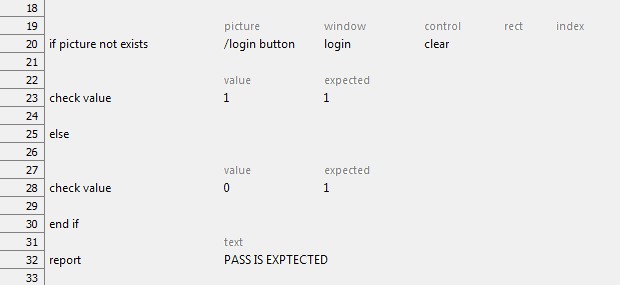 18
19 picture window control rect index
20 if picture not exists /login button login clear
21
22 value expected
23 check value 1 1
24
25 else
26
27 value expected
28 check value 0 1
29
30 end if
31 text
32 report PASS IS EXPTECTED
33